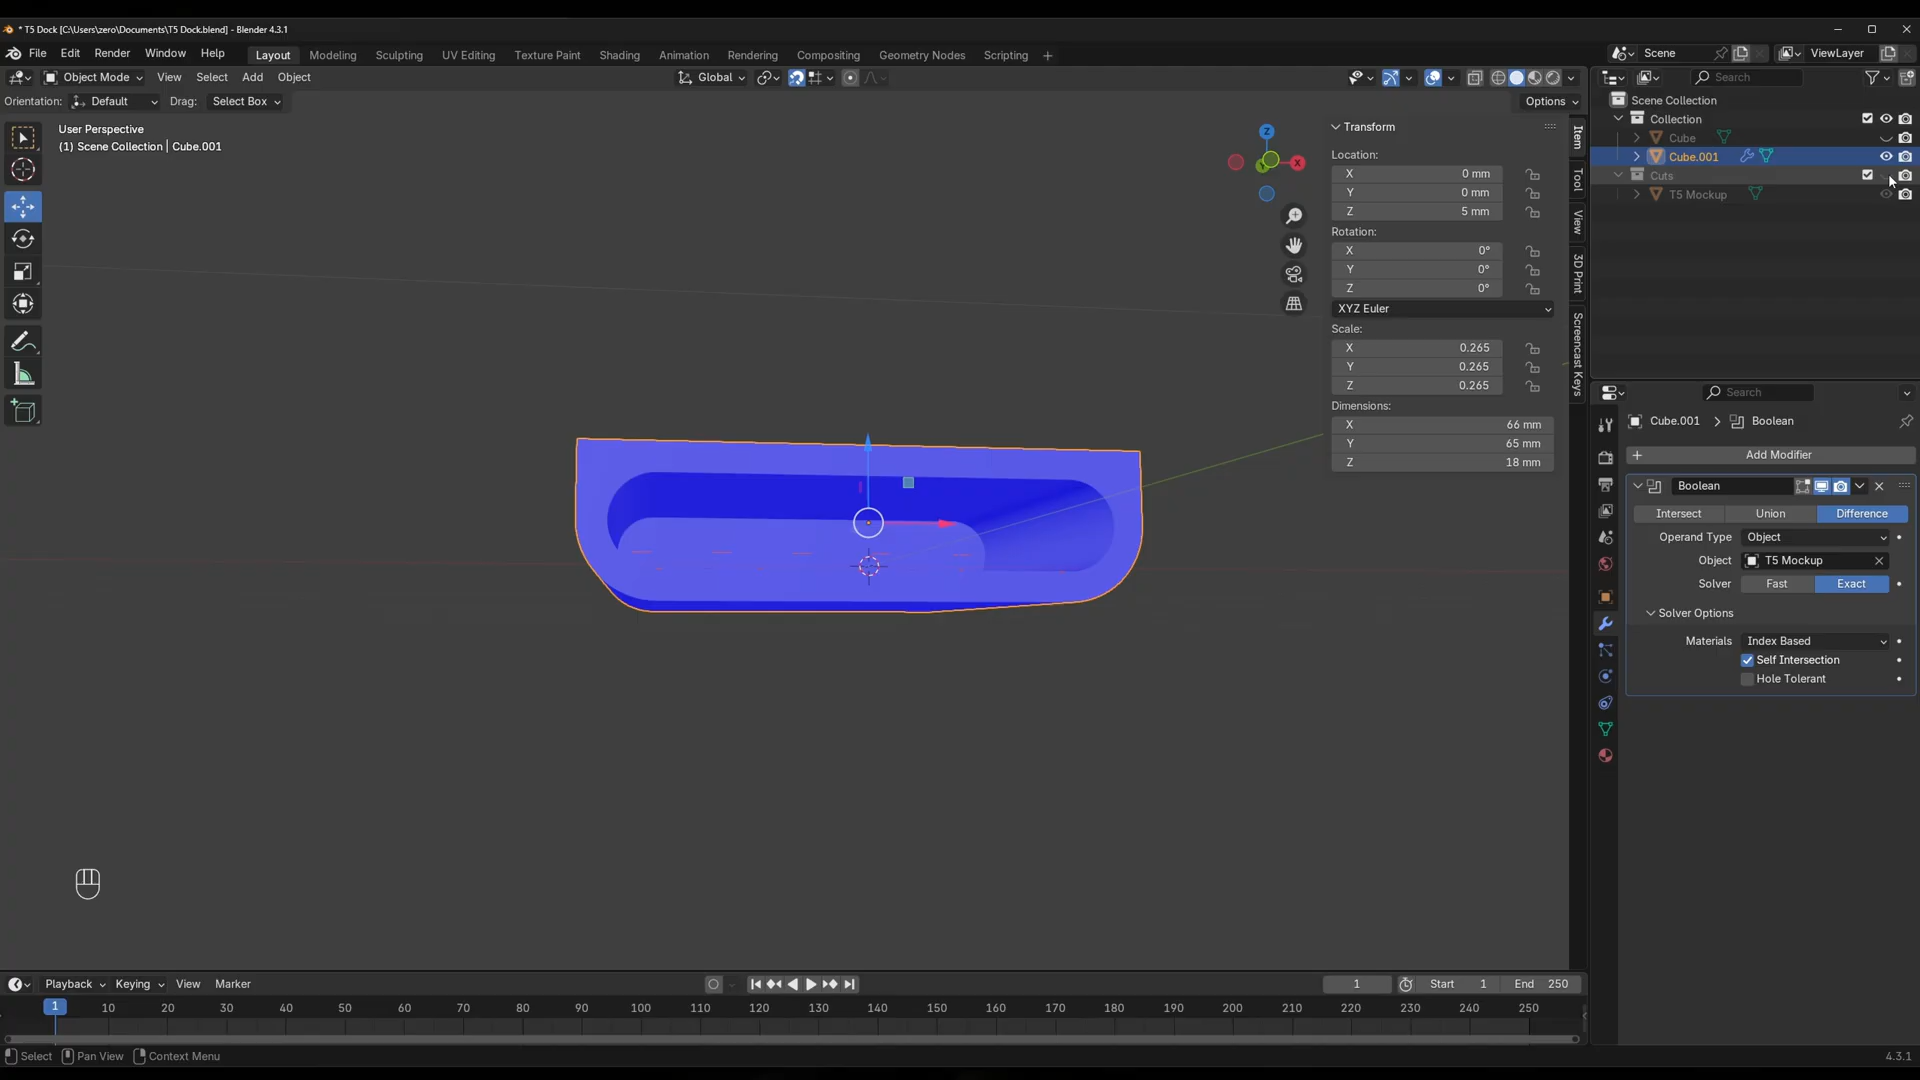 * T5 Dock [C:\Users\zero\Documents\T5 Dock.blend] - Blender 4.3.1
File Edit Render Window Help
Layout Modeling Sculpting UV Editing Texture Paint Shading Animation Rendering Compositing Geometry Nodes Scripting +
Scene
ViewLayer
Object Mode View Select Add Object
Global
Search
Orientation: Default Drag: Select Box
Options
User Perspective
(1) Scene Collection | Cube.001
Z
X
Transform
Location:
X 0 mm
Y 0 mm
Z 5 mm
Rotation:
X 0°
Y 0°
Z 0°
XYZ Euler
Scale:
X 0.265
Y 0.265
Z 0.265
Dimensions:
X 66 mm
Y 65 mm
Z 18 mm
Item
Tool
View
3D Print
Screencast Keys
Scene Collection
Collection
Cube
Cube.001
Cuts
T5 Mockup
Search
Cube.001 > Boolean
+ Add Modifier
Boolean
Intersect Union Difference
Operand Type Object
Object T5 Mockup
Solver Fast Exact
Solver Options
Materials Index Based
Self Intersection
Hole Tolerant
Playback Keying View Marker
1 Start 1 End 250
1 10 20 30 40 50 60 70 80 90 100 110 120 130 140 150 160 170 180 190 200 210 220 230 240 250
Select Pan View Context Menu
4.3.1